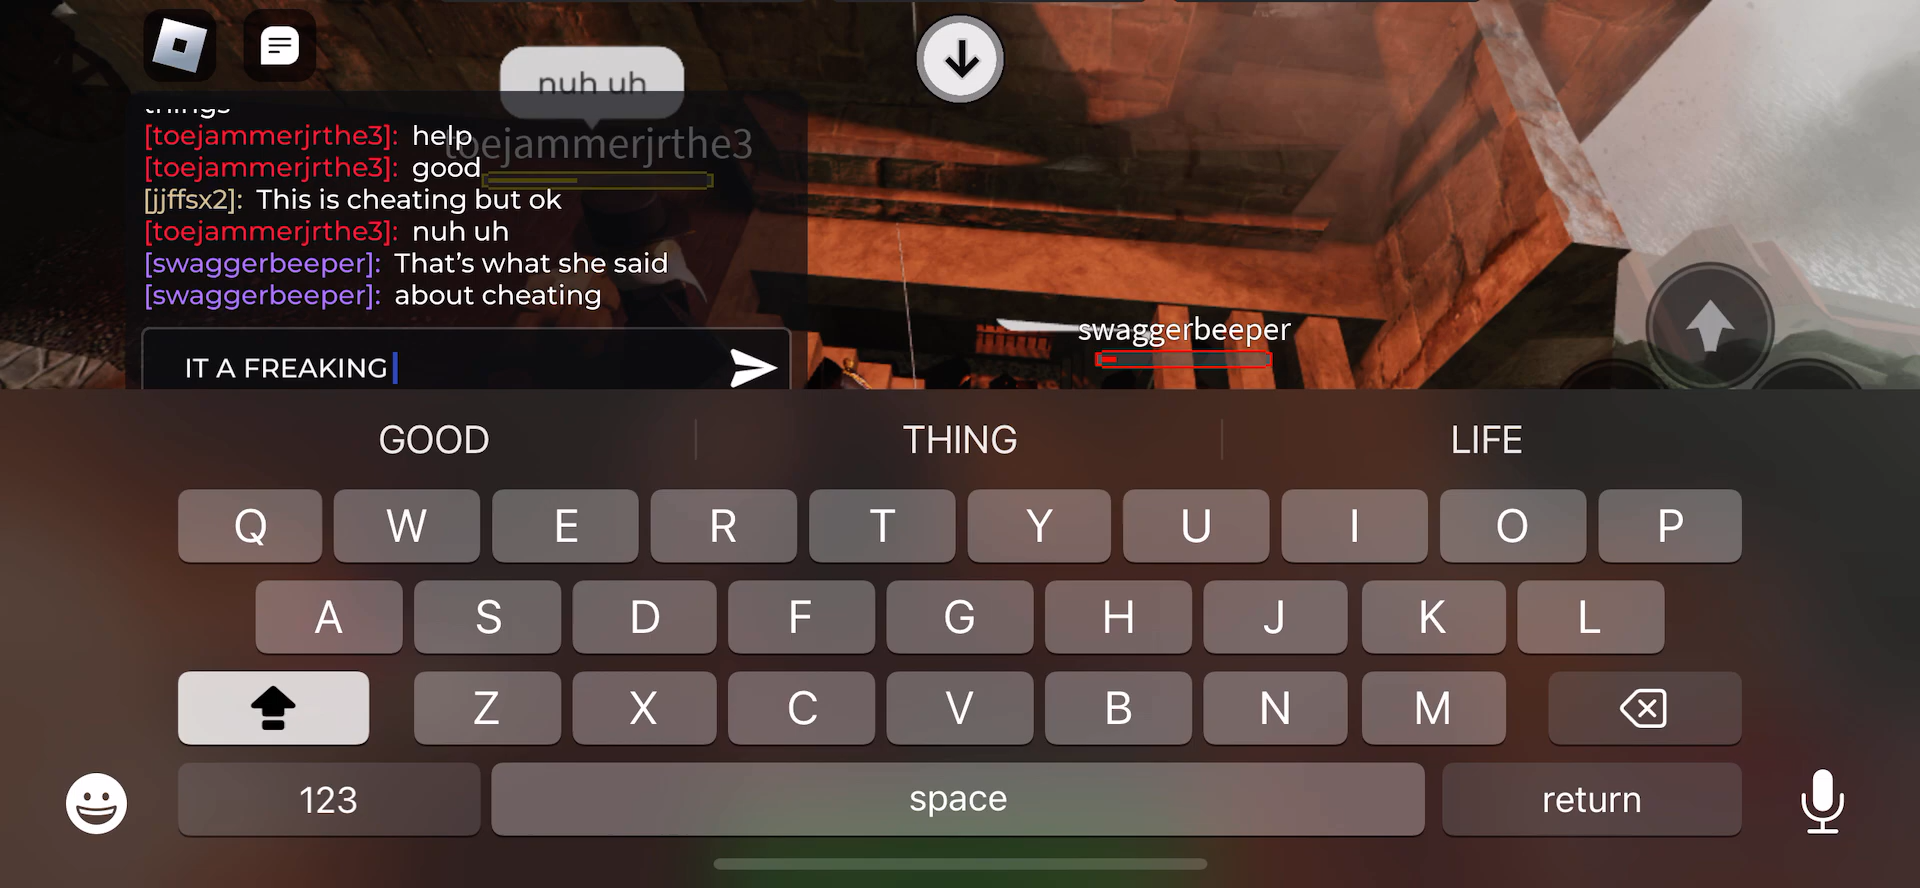 nuh uh
toejammerjrthe3
things
[toejammerjrthe3]: help
[toejammerjrthe3]: good
[jjffsx2]: This is cheating but ok
[toejammerjrthe3]: nuh uh
[swaggerbeeper]: That’s what she said
[swaggerbeeper]: about cheating
IT A FREAKING
swaggerbeeper
GOOD THING LIFE
Q W E R T Y U I O P
A S D F G H J K L
Z X C V B N M
123 space return